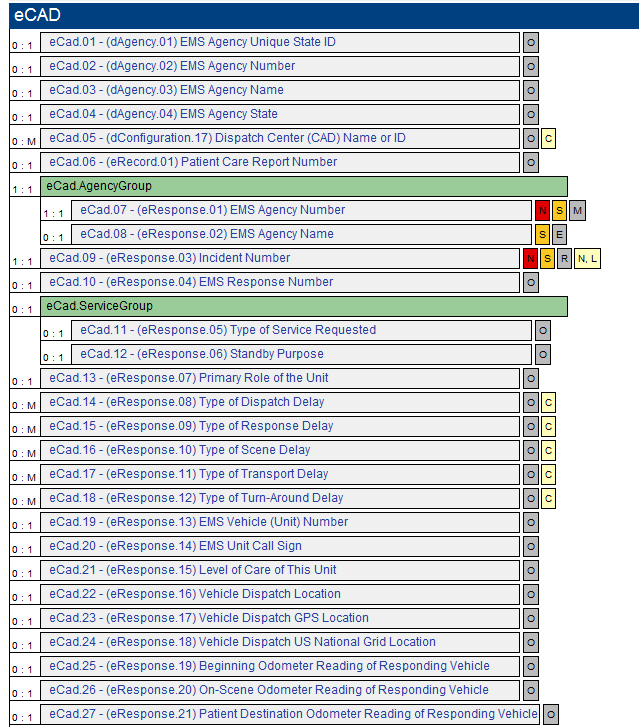 eCAD
0 : 1 eCad.01 - (dAgency.01) EMS Agency Unique State ID O
0 : 1 eCad.02 - (dAgency.02) EMS Agency Number O
0 : 1 eCad.03 - (dAgency.03) EMS Agency Name O
0 : 1 eCad.04 - (dAgency.04) EMS Agency State O
0 : M eCad.05 - (dConfiguration.17) Dispatch Center (CAD) Name or ID O C
0 : 1 eCad.06 - (eRecord.01) Patient Care Report Number O
1 : 1 eCad.AgencyGroup
1 : 1 eCad.07 - (eResponse.01) EMS Agency Number N S M
0 : 1 eCad.08 - (eResponse.02) EMS Agency Name S E
1 : 1 eCad.09 - (eResponse.03) Incident Number N S R N, L
0 : 1 eCad.10 - (eResponse.04) EMS Response Number O
0 : 1 eCad.ServiceGroup
0 : 1 eCad.11 - (eResponse.05) Type of Service Requested O
0 : 1 eCad.12 - (eResponse.06) Standby Purpose O
0 : 1 eCad.13 - (eResponse.07) Primary Role of the Unit O
0 : M eCad.14 - (eResponse.08) Type of Dispatch Delay O C
0 : M eCad.15 - (eResponse.09) Type of Response Delay O C
0 : M eCad.16 - (eResponse.10) Type of Scene Delay O C
0 : M eCad.17 - (eResponse.11) Type of Transport Delay O C
0 : M eCad.18 - (eResponse.12) Type of Turn-Around Delay O C
0 : 1 eCad.19 - (eResponse.13) EMS Vehicle (Unit) Number O
0 : 1 eCad.20 - (eResponse.14) EMS Unit Call Sign O
0 : 1 eCad.21 - (eResponse.15) Level of Care of This Unit O
0 : 1 eCad.22 - (eResponse.16) Vehicle Dispatch Location O
0 : 1 eCad.23 - (eResponse.17) Vehicle Dispatch GPS Location O
0 : 1 eCad.24 - (eResponse.18) Vehicle Dispatch US National Grid Location O
0 : 1 eCad.25 - (eResponse.19) Beginning Odometer Reading of Responding Vehicle O
0 : 1 eCad.26 - (eResponse.20) On-Scene Odometer Reading of Responding Vehicle O
0 : 1 eCad.27 - (eResponse.21) Patient Destination Odometer Reading of Responding Vehicle O